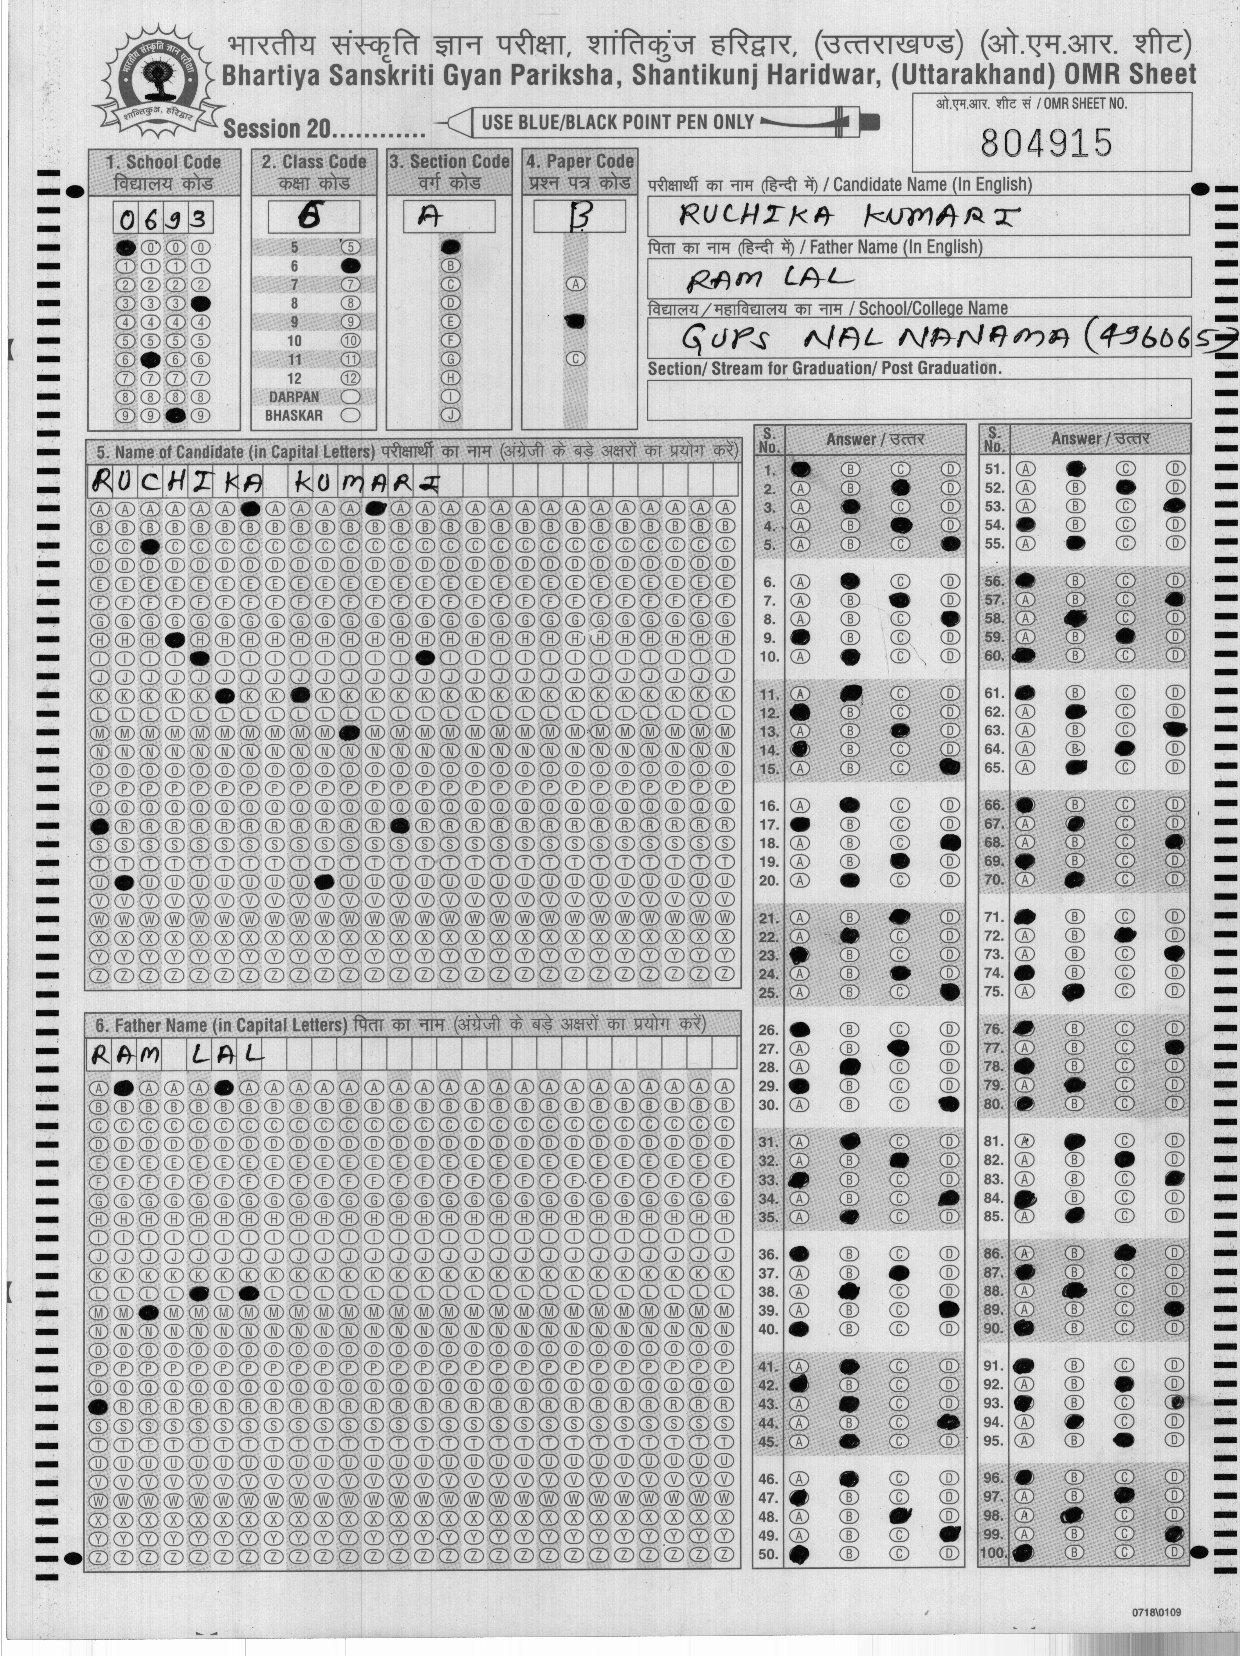 भारतीय संस्कृति ज्ञान परीक्षा, शांतिकुंज हरिद्वार, (उत्तराखण्ड) (ओ.एम.आर. शीट)
Bhartiya Sanskriti Gyan Pariksha, Shantikunj Haridwar, (Uttarakhand) OMR Sheet
Session 20............
USE BLUE/BLACK POINT PEN ONLY
ओ.एम.आर. शीट सं / OMR SHEET NO.
804915
1. School Code
विद्यालय कोड
0693
2. Class Code
कक्षा कोड
6
5
6
7
8
9
10
11
12
DARPAN
BHASKAR
3. Section Code
वर्ग कोड
A
4. Paper Code
प्रश्न पत्र कोड
B
परीक्षार्थी का नाम (हिन्दी में) / Candidate Name (In English)
RUCHIKA KUMARI
पिता का नाम (हिन्दी में) / Father Name (In English)
RAM LAL
विद्यालय / महाविद्यालय का नाम / School/College Name
GUPS NAL NANAMA (496065)
Section/ Stream for Graduation/ Post Graduation.
5. Name of Candidate (in Capital Letters) परीक्षार्थी का नाम (अंग्रेजी के बड़े अक्षरों का प्रयोग करें)
RUCHIKA KUMARI
6. Father Name (in Capital Letters) पिता का नाम (अंग्रेजी के बड़े अक्षरों का प्रयोग करें)
RAM LAL
S. No. Answer / उत्तर
S. No. Answer / उत्तर
0718\0109